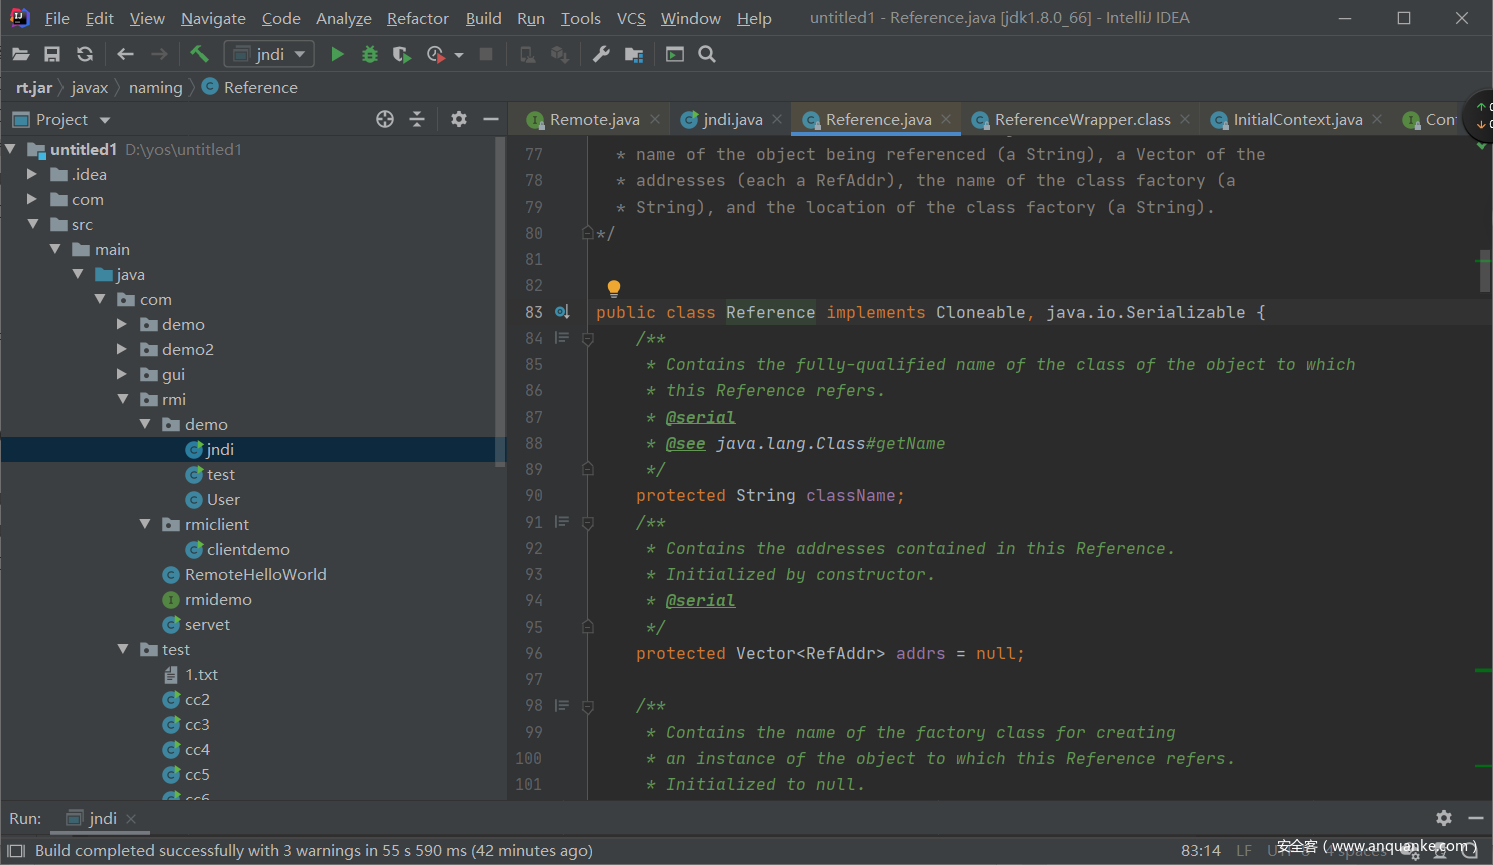 File Edit View Navigate Code Analyze Refactor Build Run Tools VCS Window Help untitled1 - Reference.java [jdk1.8.0_66] - IntelliJ IDEA
jndi
rt.jar javax naming Reference
Project
Remote.java jndi.java Reference.java ReferenceWrapper.class InitialContext.java Con
untitled1 D:\yos\untitled1
.idea
com
src
main
java
com
demo
demo2
gui
rmi
demo
jndi
test
User
rmiclient
clientdemo
RemoteHelloWorld
rmidemo
servet
test
1.txt
cc2
cc3
cc4
cc5
cc6
77 * name of the object being referenced (a String), a Vector of the
78 * addresses (each a RefAddr), the name of the class factory (a
79 * String), and the location of the class factory (a String).
80 */
81
82
83 public class Reference implements Cloneable, java.io.Serializable {
84 /**
85 * Contains the fully-qualified name of the class of the object to which
86 * this Reference refers.
87 * @serial
88 * @see java.lang.Class#getName
89 */
90 protected String className;
91 /**
92 * Contains the addresses contained in this Reference.
93 * Initialized by constructor.
94 * @serial
95 */
96 protected Vector<RefAddr> addrs = null;
97
98 /**
99 * Contains the name of the factory class for creating
100 * an instance of the object to which this Reference refers.
101 * Initialized to null.
Run: jndi
Build completed successfully with 3 warnings in 55 s 590 ms (42 minutes ago)
83:14 LF
安全客（www.anquanke.com）